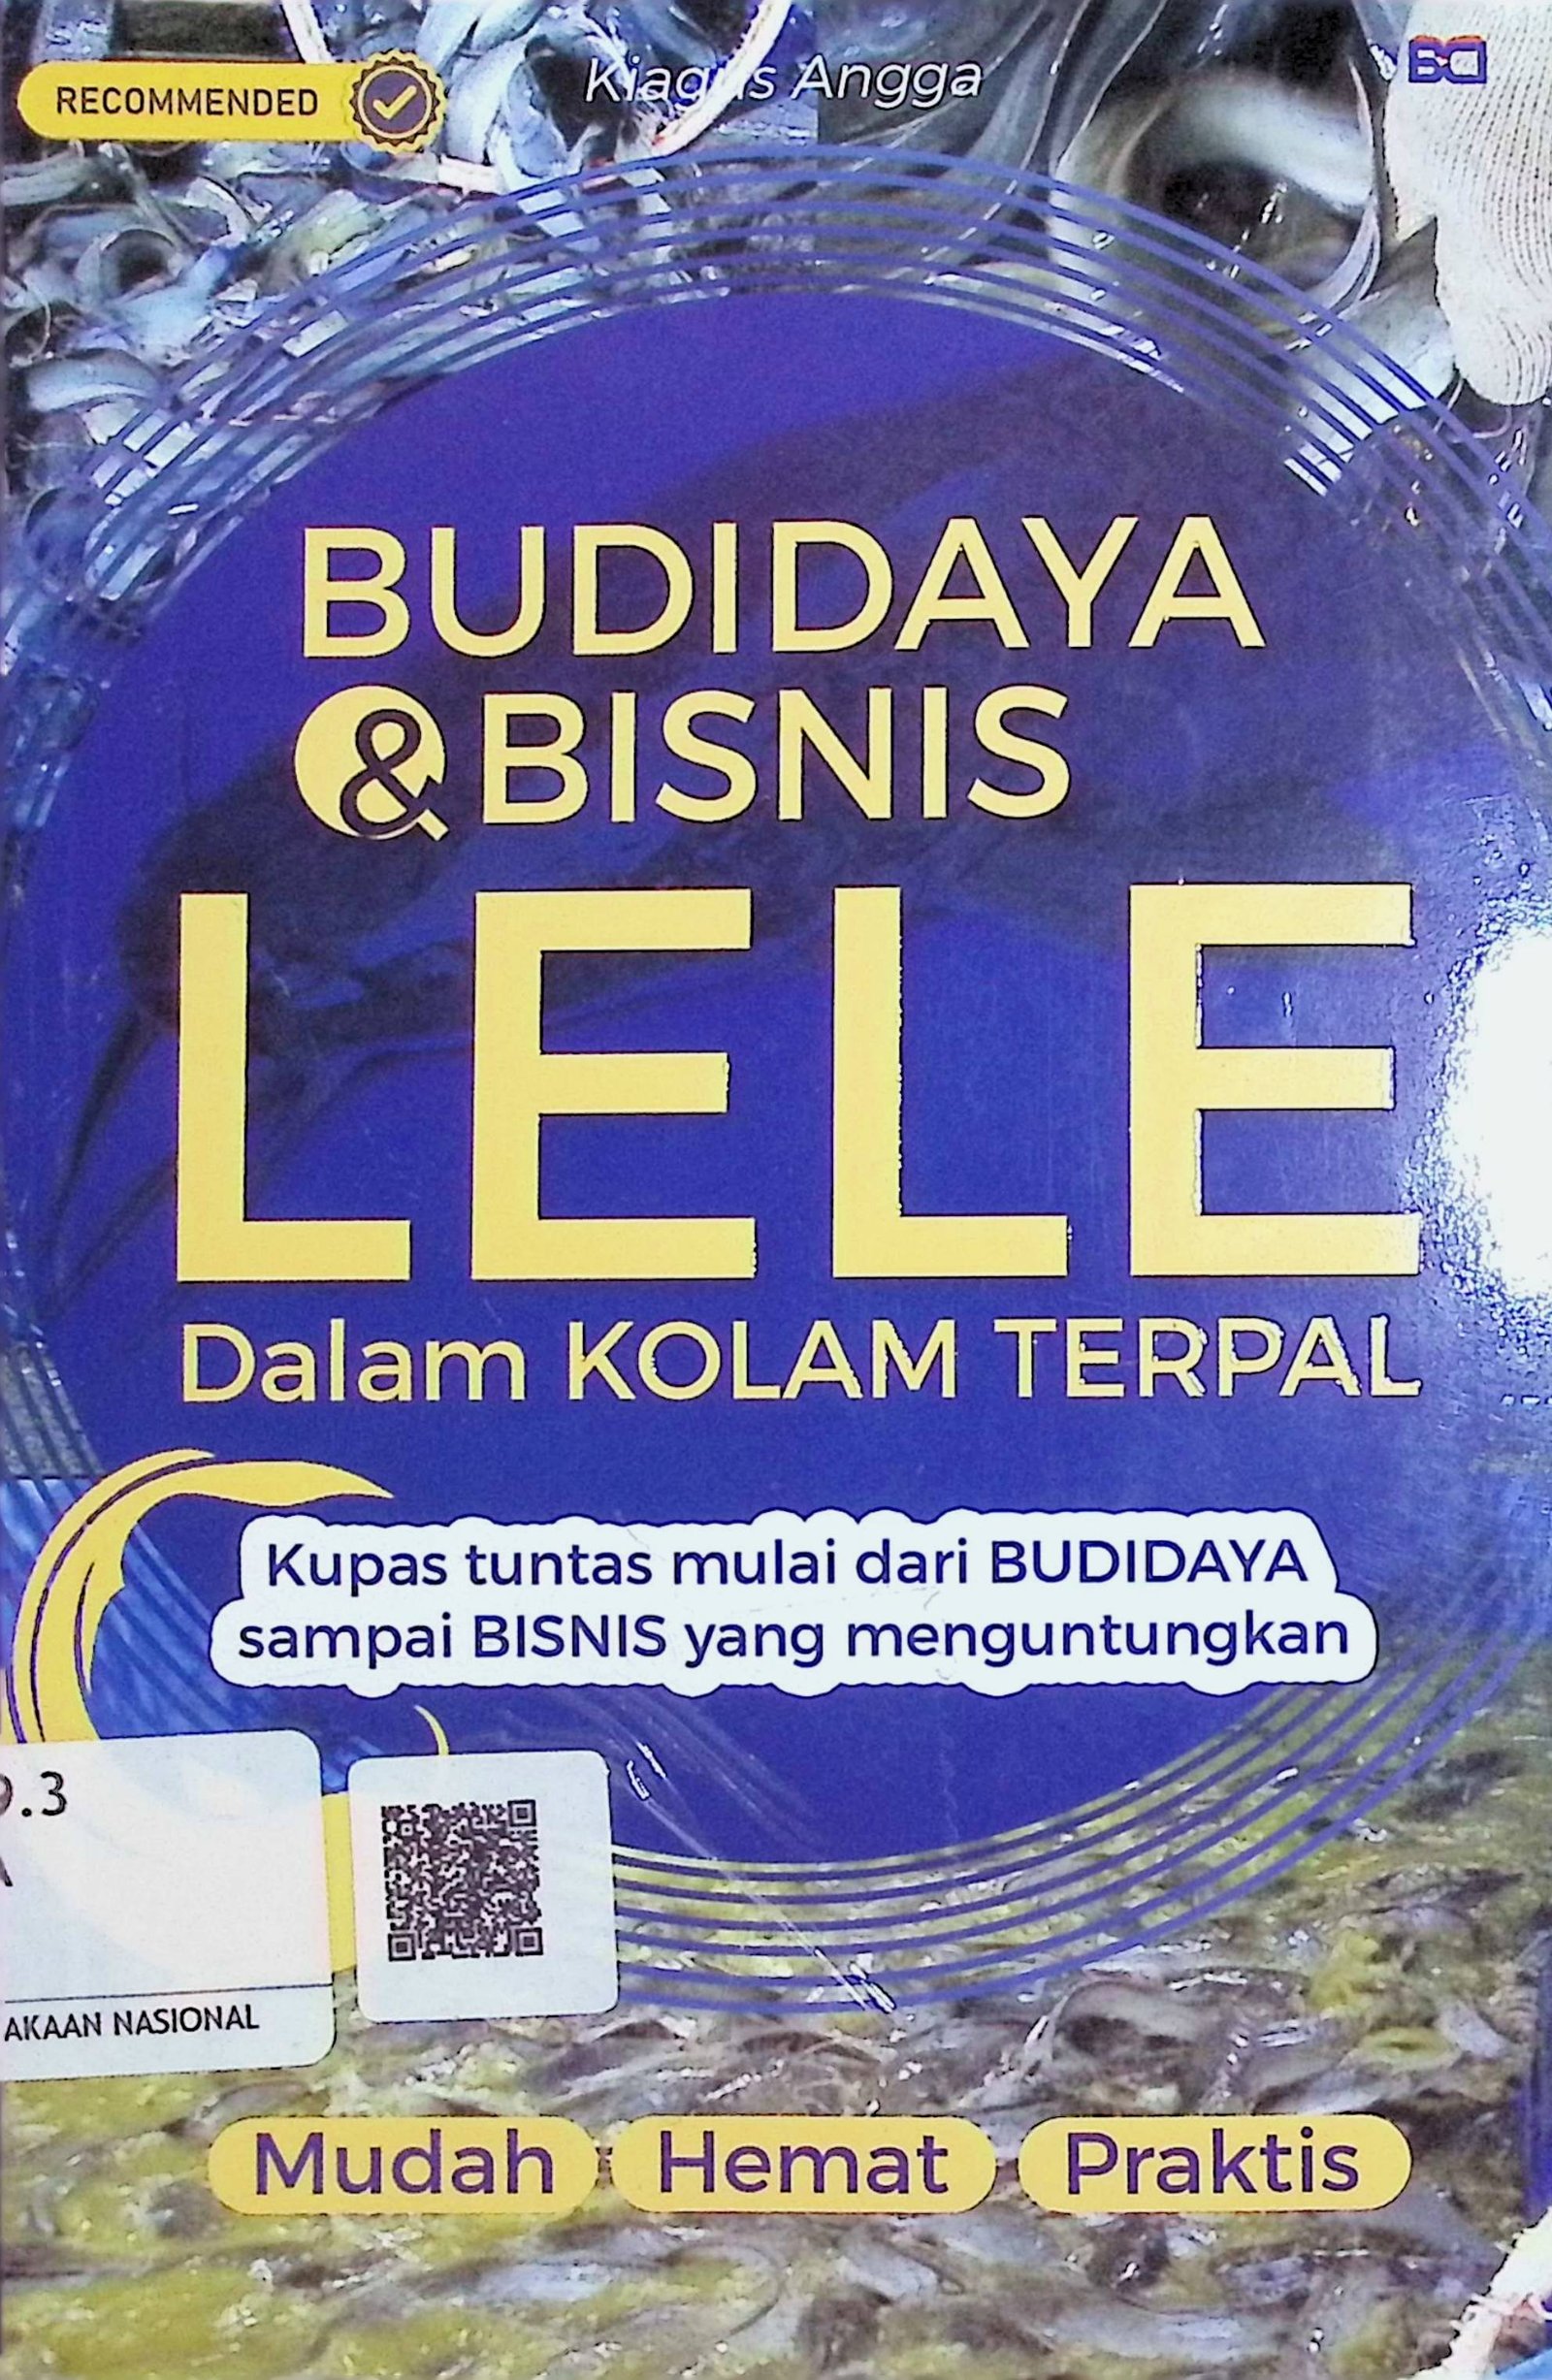 RECOMMENDED
Kiagus Angga
BUDIDAYA
& BISNIS
LELE
Dalam KOLAM TERPAL
Kupas tuntas mulai dari BUDIDAYA
sampai BISNIS yang menguntungkan
.3
AKAAN NASIONAL
Mudah Hemat Praktis